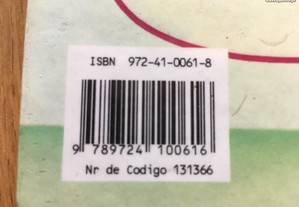 ISBN 972-41-0061-8
9 789724 100616
Nr de Codigo 131366